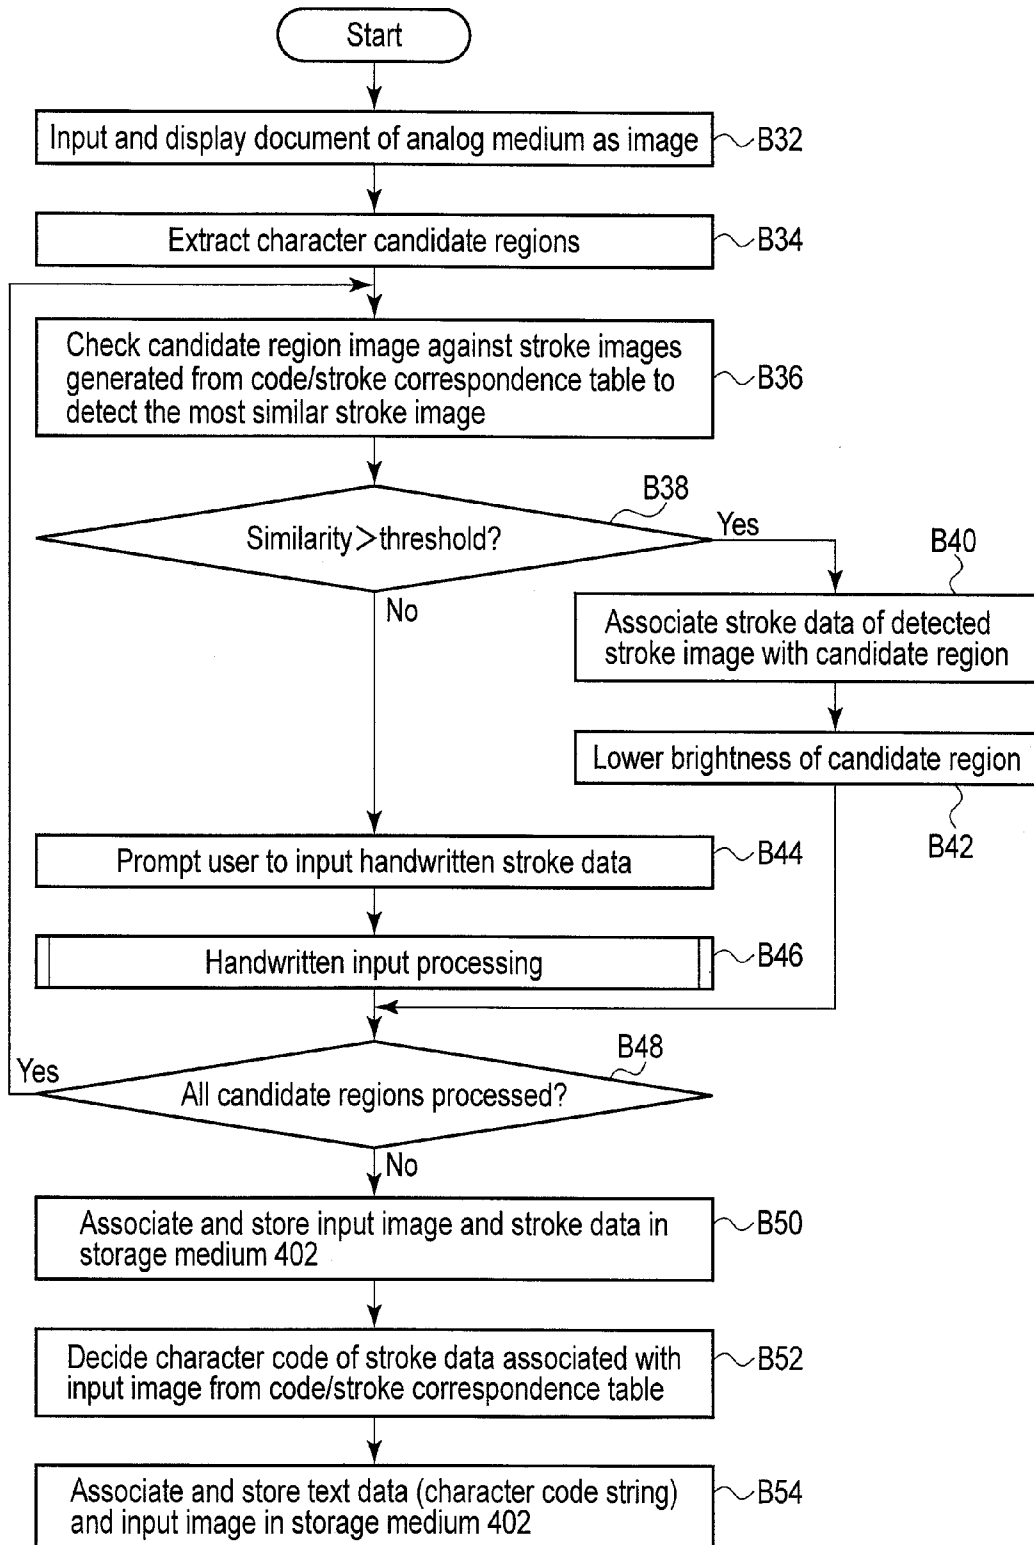 Start
Input and display document of analog medium as image
B32
Extract character candidate regions
B34
Check candidate region image against stroke images
generated from code/stroke correspondence table to
detect the most similar stroke image
B36
B38
Similarity>threshold?
Yes
No
B40
Associate stroke data of detected
stroke image with candidate region
Lower brightness of candidate region
B42
Prompt user to input handwritten stroke data
B44
Handwritten input processing
B46
B48
Yes
All candidate regions processed?
No
Associate and store input image and stroke data in
storage medium 402
B50
Decide character code of stroke data associated with
input image from code/stroke correspondence table
B52
Associate and store text data (character code string)
and input image in storage medium 402
B54